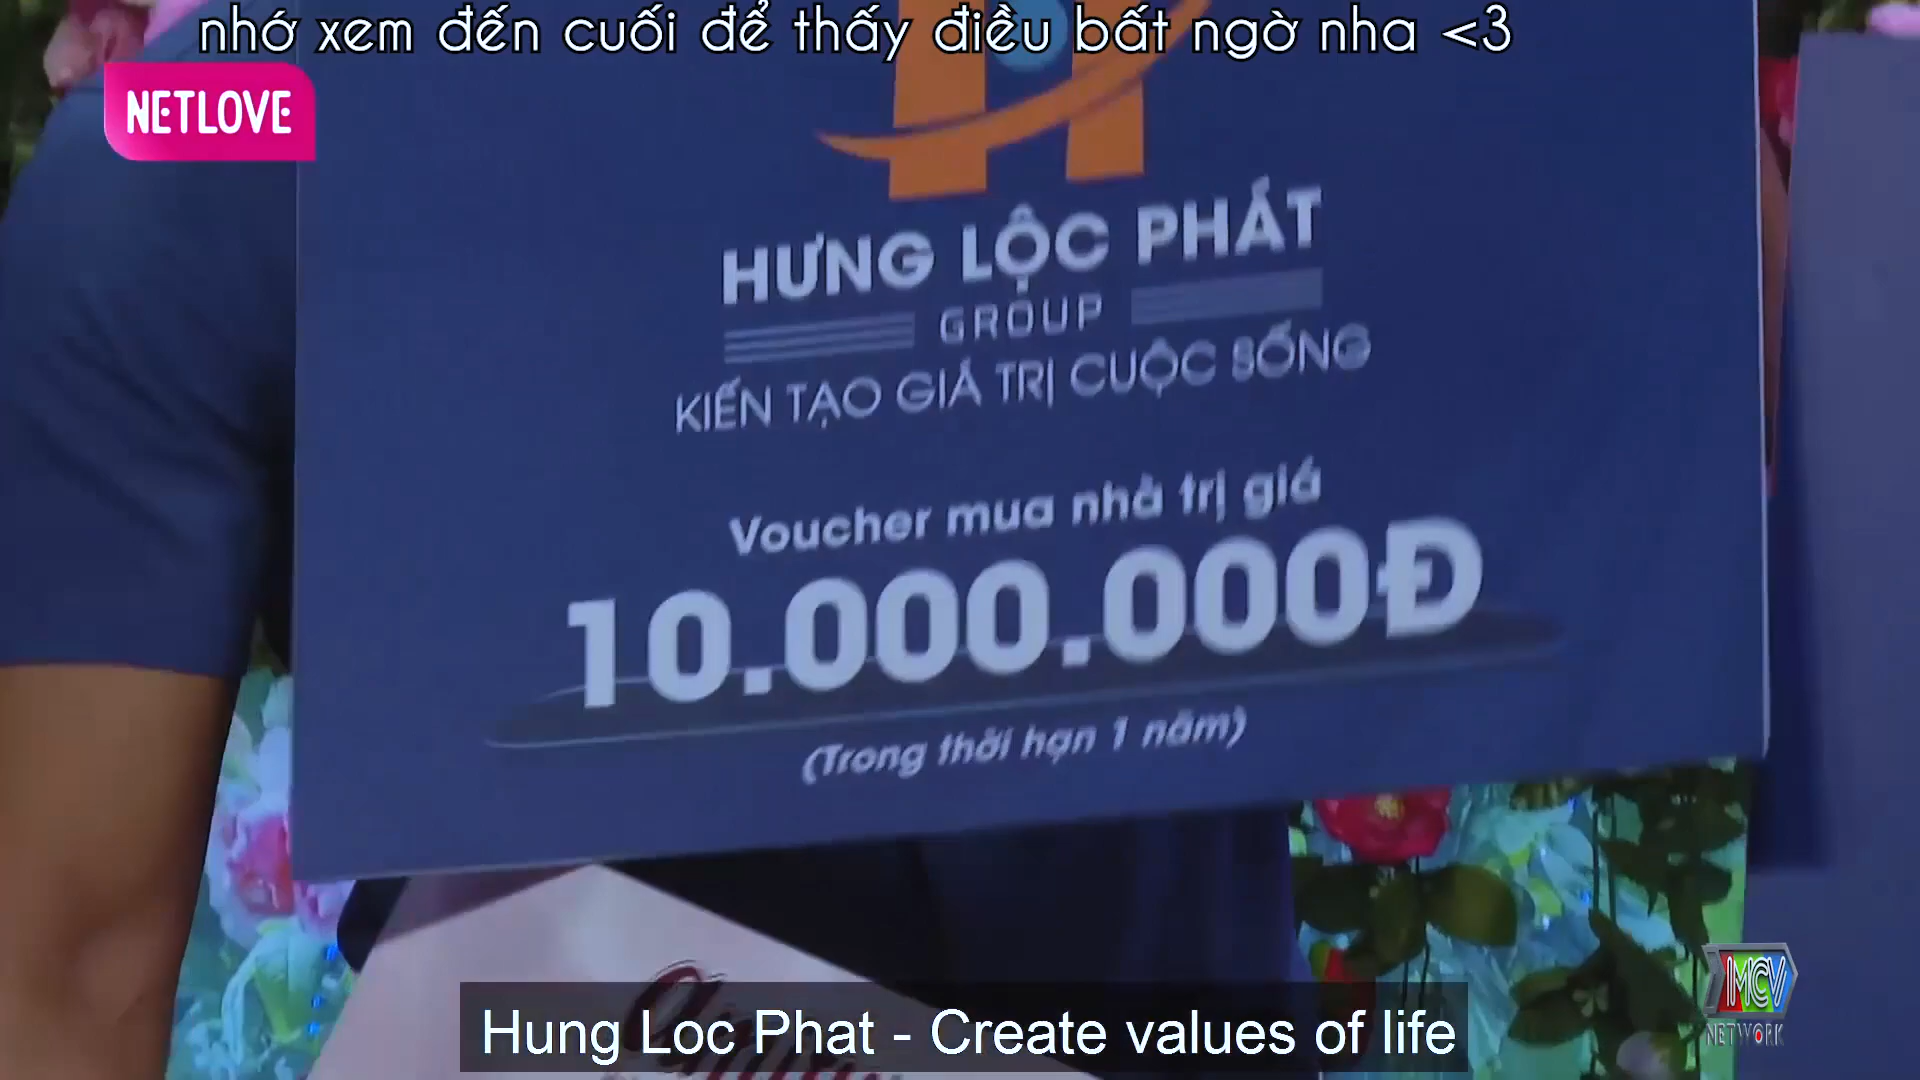 nhớ xem đến cuối để thấy điều bất ngờ nha <3
NETLOVE
HƯNG LỘC PHÁT
GROUP
KIẾN TẠO GIÁ TRỊ CUỘC SỐNG
Voucher mua nhà trị giá
10.000.000Đ
(Trong thời hạn 1 năm)
Hung Loc Phat - Create values of life
MCV
NETWORK